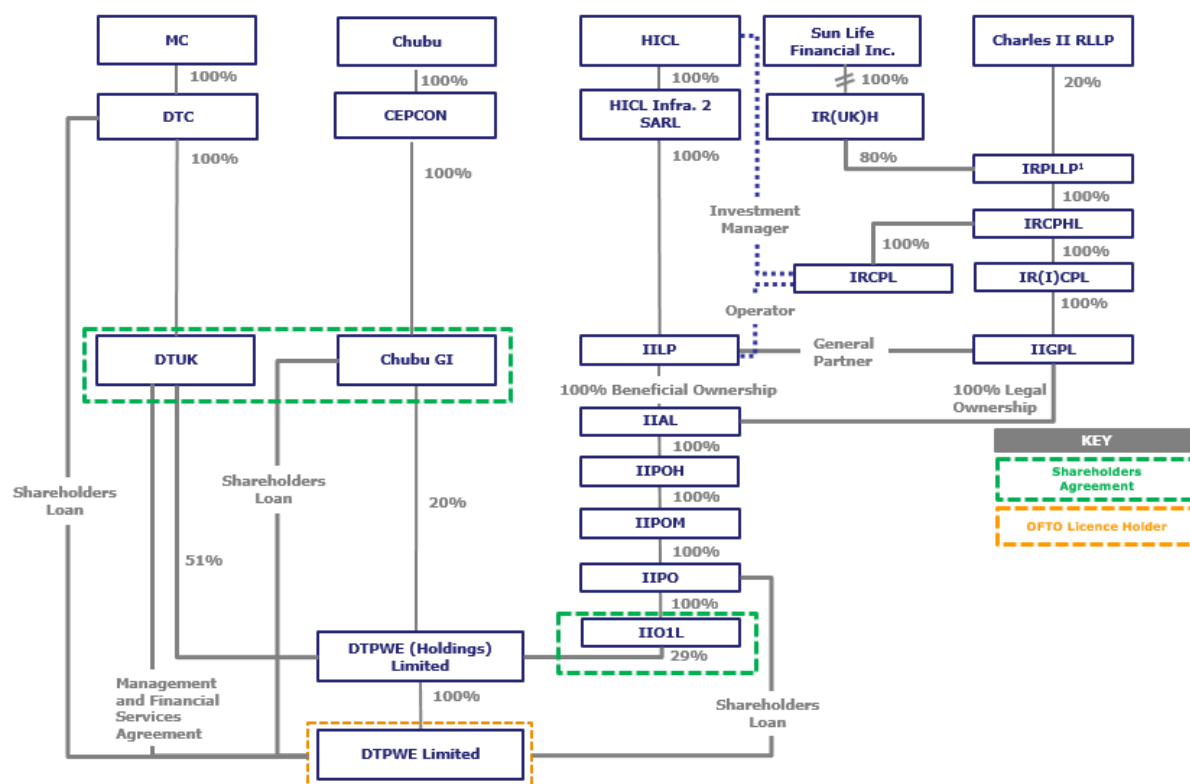 MC
Chubu
HICL
Sun Life
Financial Inc.
Charles II RLLP
100%
100%
100%
100%
20%
DTC
CEPCON
HICL Infra. 2
SARL
IR(UK)H
100%
100%
100%
80%
IRPLLP¹
100%
Investment
Manager
IRCPHL
100%
100%
IRCPL
IR(I)CPL
Operator
100%
DTUK
Chubu GI
IILP
General
Partner
IIGPL
100% Beneficial Ownership
100% Legal
Ownership
IIAL
100%
KEY
Shareholders
Agreement
OFTO Licence Holder
Shareholders
Loan
Shareholders
Loan
IIPOH
100%
20%
IIPOM
100%
51%
IIPO
100%
IIO1L
29%
DTPWE (Holdings)
Limited
Management
and Financial
Services
Agreement
100%
Shareholders
Loan
DTPWE Limited